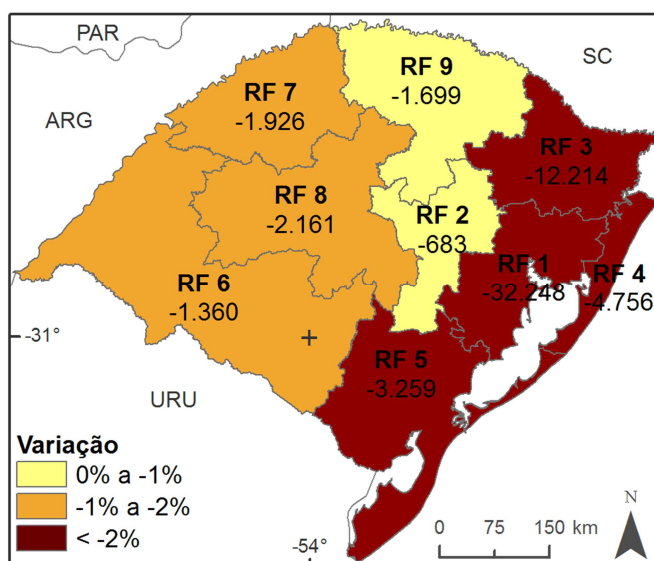 PAR
SC
RF 9
-1.699
RF 7
-1.926
ARG
RF 3
-12.214
RF 8
-2.161
RF 2
-683
RF 1
-32.248
RF 4
-4.756
RF 6
-1.360
-31°
RF 5
-3.259
URU
Variação
0% a -1%
-1% a -2%
< -2%
-54°
0 75 150 km
N